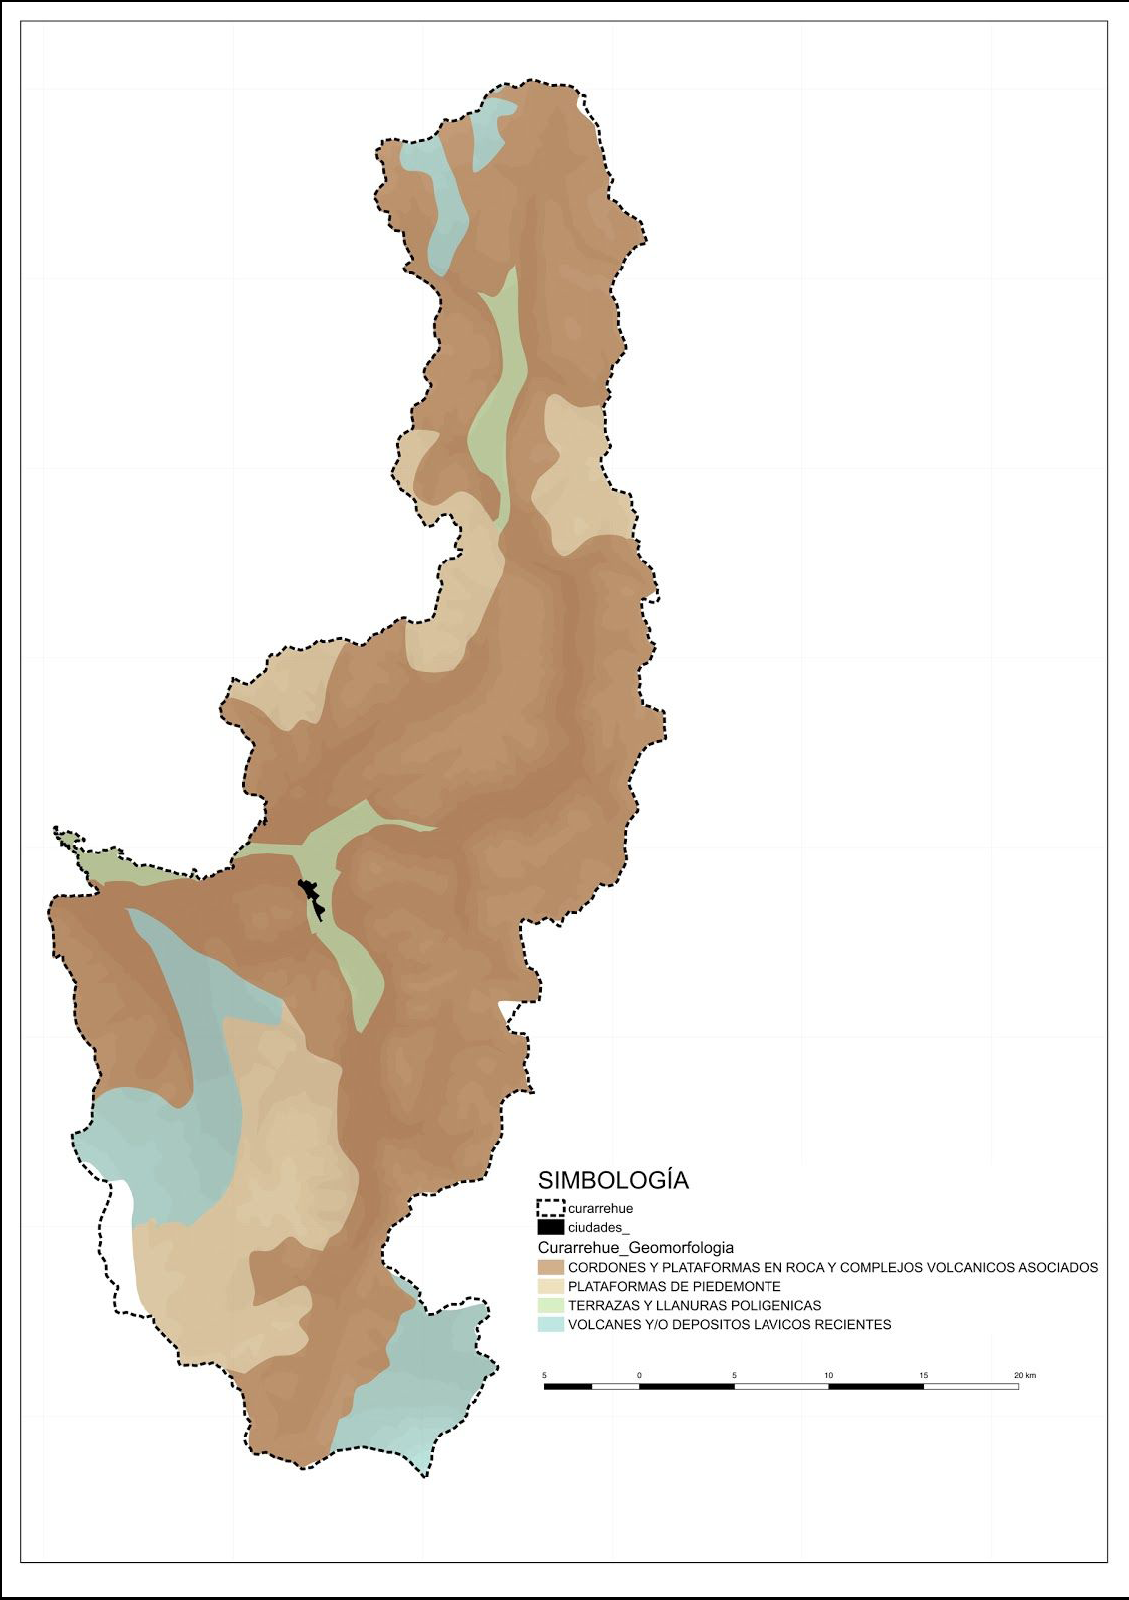 SIMBOLOGÍA
curarrehue
ciudades_
Curarrehue_Geomorfologia
CORDONES Y PLATAFORMAS EN ROCA Y COMPLEJOS VOLCANICOS ASOCIADOS
PLATAFORMAS DE PIEDEMONTE
TERRAZAS Y LLANURAS POLIGENICAS
VOLCANES Y/O DEPOSITOS LAVICOS RECIENTES
5 0 5 10 15 20 km